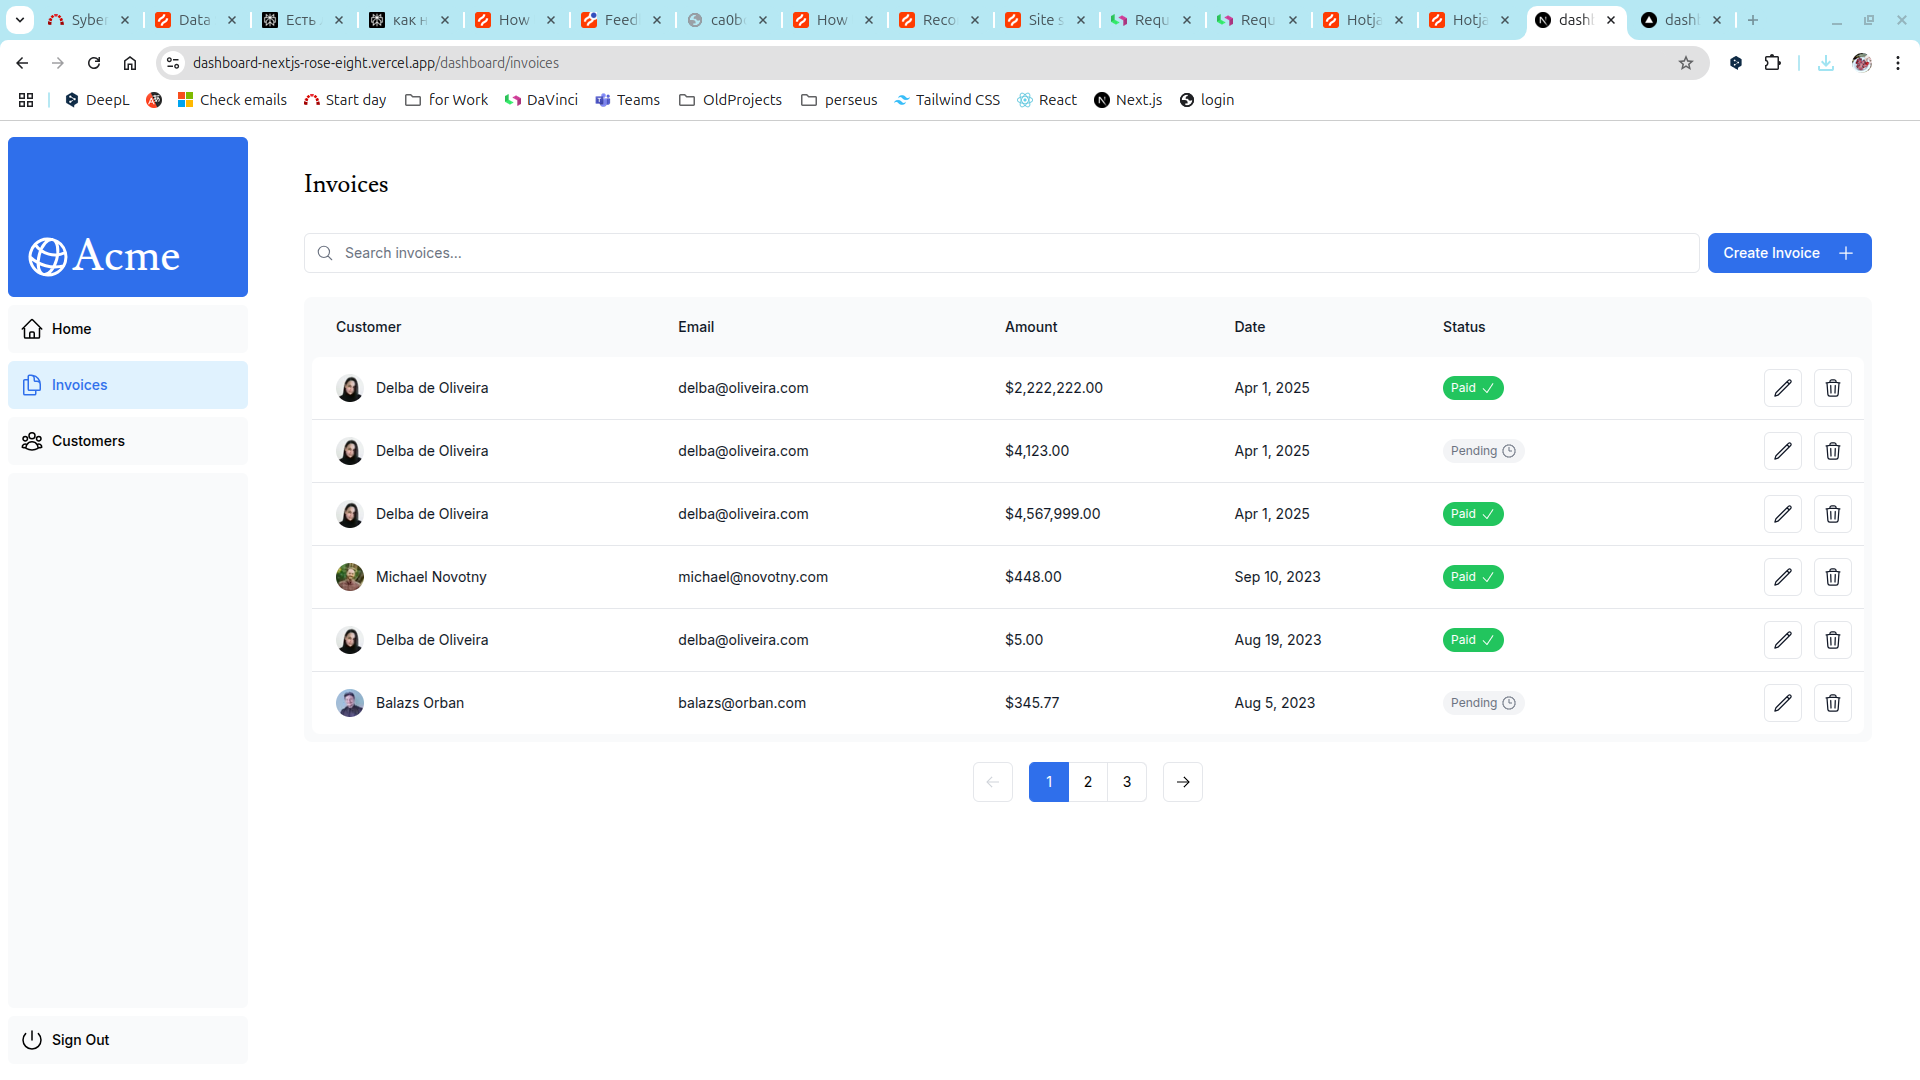 Syber Data Есть как н How Feed ca0b How Reco Site s Requ Requ Hotja Hotja dash dash
dashboard-nextjs-rose-eight.vercel.app/dashboard/invoices
DeepL Check emails Start day for Work DaVinci Teams OldProjects perseus Tailwind CSS React Next.js login
Acme
Home
Invoices
Customers
Sign Out
Invoices
Search invoices...
Create Invoice
Customer Email Amount Date Status
Delba de Oliveira delba@oliveira.com $2,222,222.00 Apr 1, 2025 Paid
Delba de Oliveira delba@oliveira.com $4,123.00 Apr 1, 2025 Pending
Delba de Oliveira delba@oliveira.com $4,567,999.00 Apr 1, 2025 Paid
Michael Novotny michael@novotny.com $448.00 Sep 10, 2023 Paid
Delba de Oliveira delba@oliveira.com $5.00 Aug 19, 2023 Paid
Balazs Orban balazs@orban.com $345.77 Aug 5, 2023 Pending
1 2 3